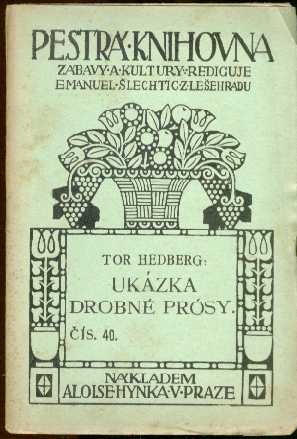 PESTRÁ·KNIHOVNA
ZÁBAVY·A·KULTURY·REDIGUJE
EMANUEL·ŠLECHTIC·Z·LEŠEHRADU
TOR HEDBERG:
UKÁZKA
DROBNÉ PRÓSY.
ČÍS. 40.
NÁKLADEM
ALOISE·HYNKA·V·PRAZE